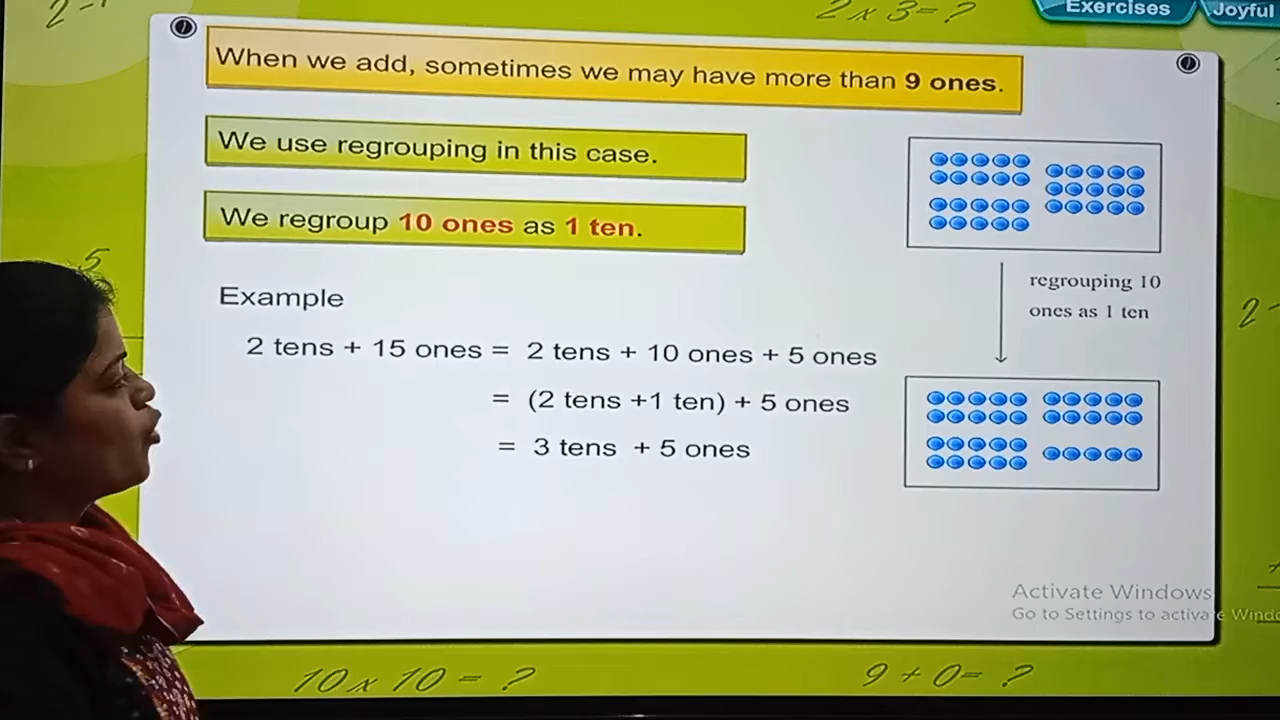 2 x 3 = ?
Exercises
Joyful
When we add, sometimes we may have more than 9 ones.
We use regrouping in this case.
We regroup 10 ones as 1 ten.
5
Example
2 tens + 15 ones = 2 tens + 10 ones + 5 ones
= (2 tens +1 ten) + 5 ones
= 3 tens + 5 ones
regrouping 10
ones as 1 ten
Activate Windows
Go to Settings to activate Windo
10 x 10 = ?
9 + 0= ?